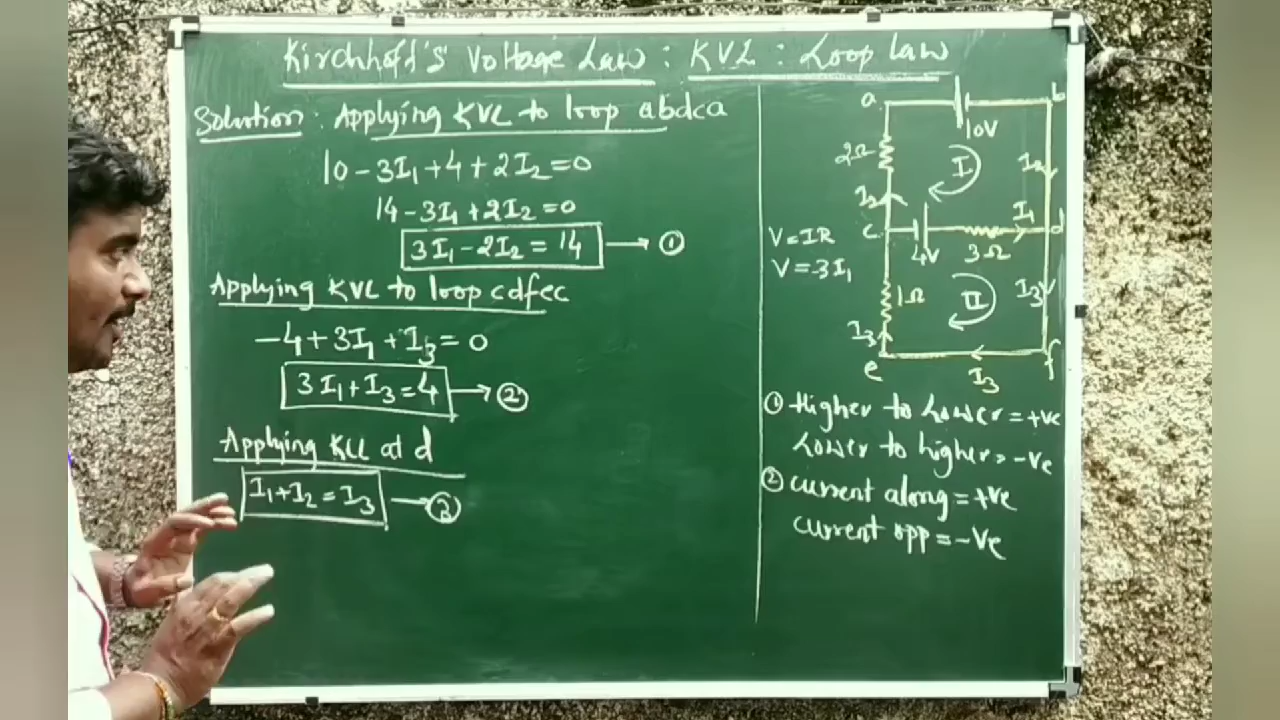 Kirchhoff's Voltage Law : KVL : Loop law
Solution : Applying KVL to loop abdca
10 - 3I₁ + 4 + 2I₂ = 0
14 - 3I₁ + 2I₂ = 0
3I₁ - 2I₂ = 14 → ①
Applying KVL to loop cdfec
-4 + 3I₁ + I₃ = 0
3I₁ + I₃ = 4 → ②
Applying KCL at d
I₁ + I₂ = I₃ → ③
a
b
10V
2Ω
I
I₂
I₂
I₁
c
d
4V
3Ω
V = IR
V = 3I₁
1Ω
II
I₃
I₃
e
I₃
f
① Higher to Lower = +ve
Lower to higher = -ve
② current along = +ve
current opp = -ve